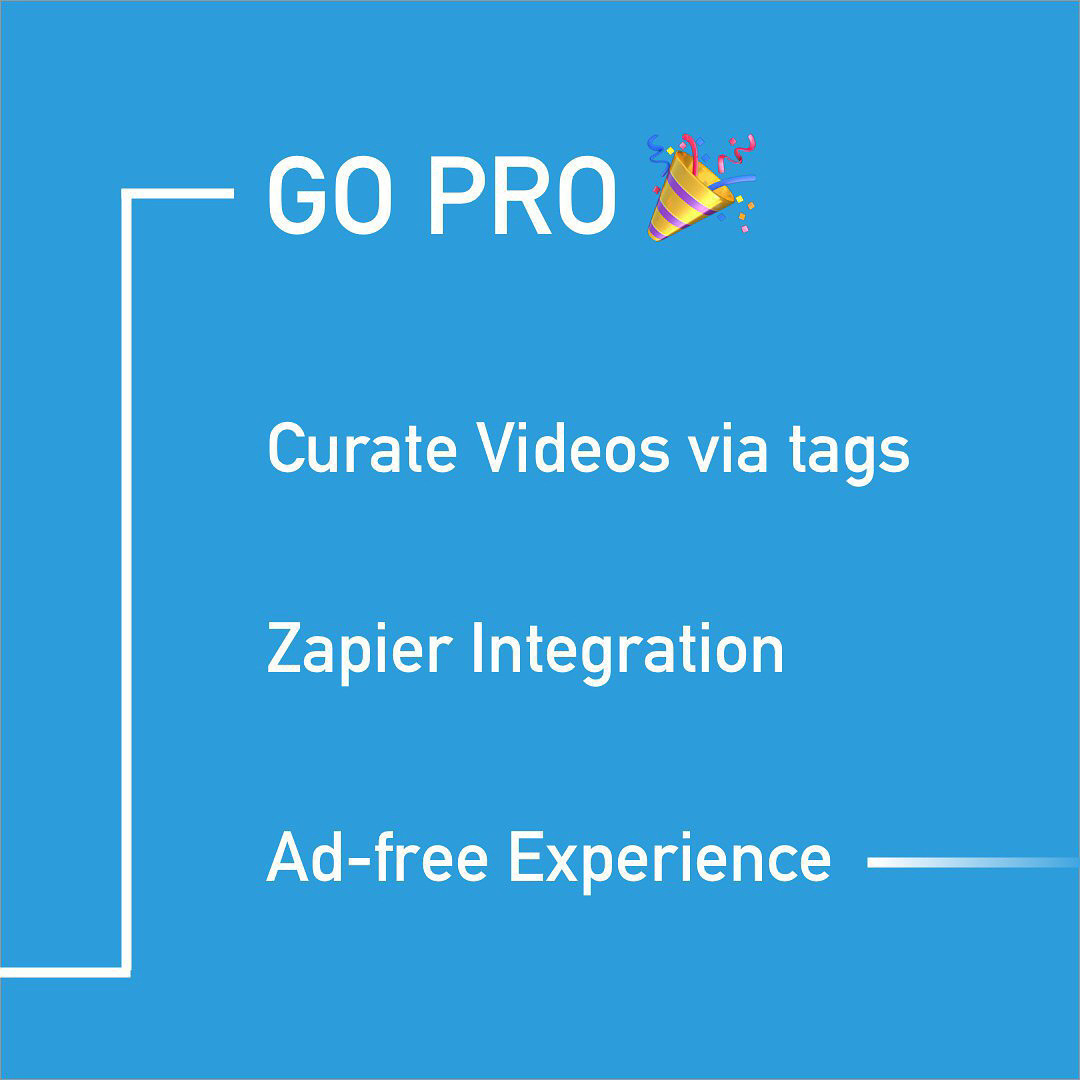 GO PRO 🎉
Curate Videos via tags
Zapier Integration
Ad-free Experience